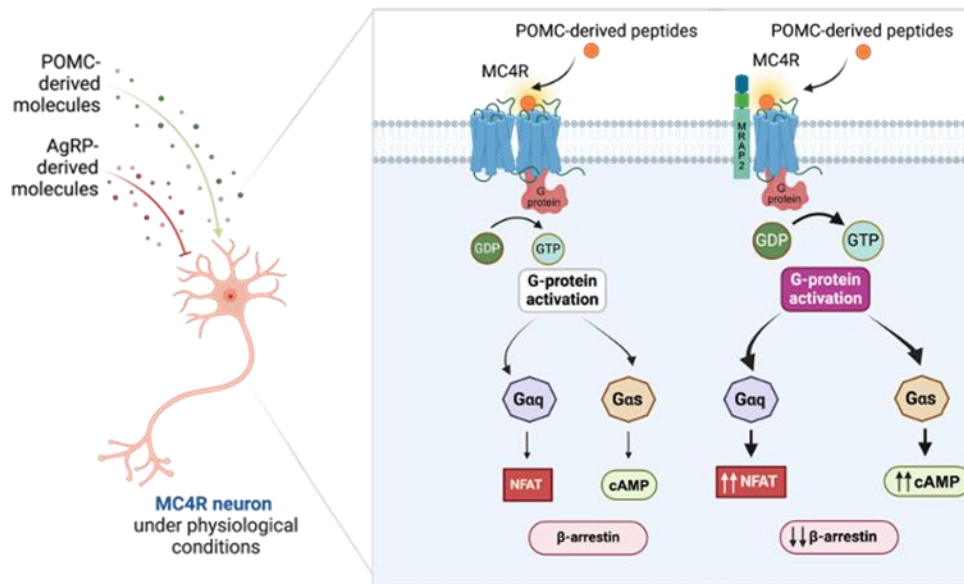 POMC-
derived
molecules
AgRP-
derived
molecules
MC4R neuron
under physiological
conditions
POMC-derived peptides
MC4R
G
protein
GDP
GTP
G-protein
activation
Gαq
Gαs
NFAT
cAMP
β-arrestin
POMC-derived peptides
MC4R
MRAP2
G
protein
GDP
GTP
G-protein
activation
Gαq
Gαs
↑↑ NFAT
↑↑ cAMP
↓↓ β-arrestin